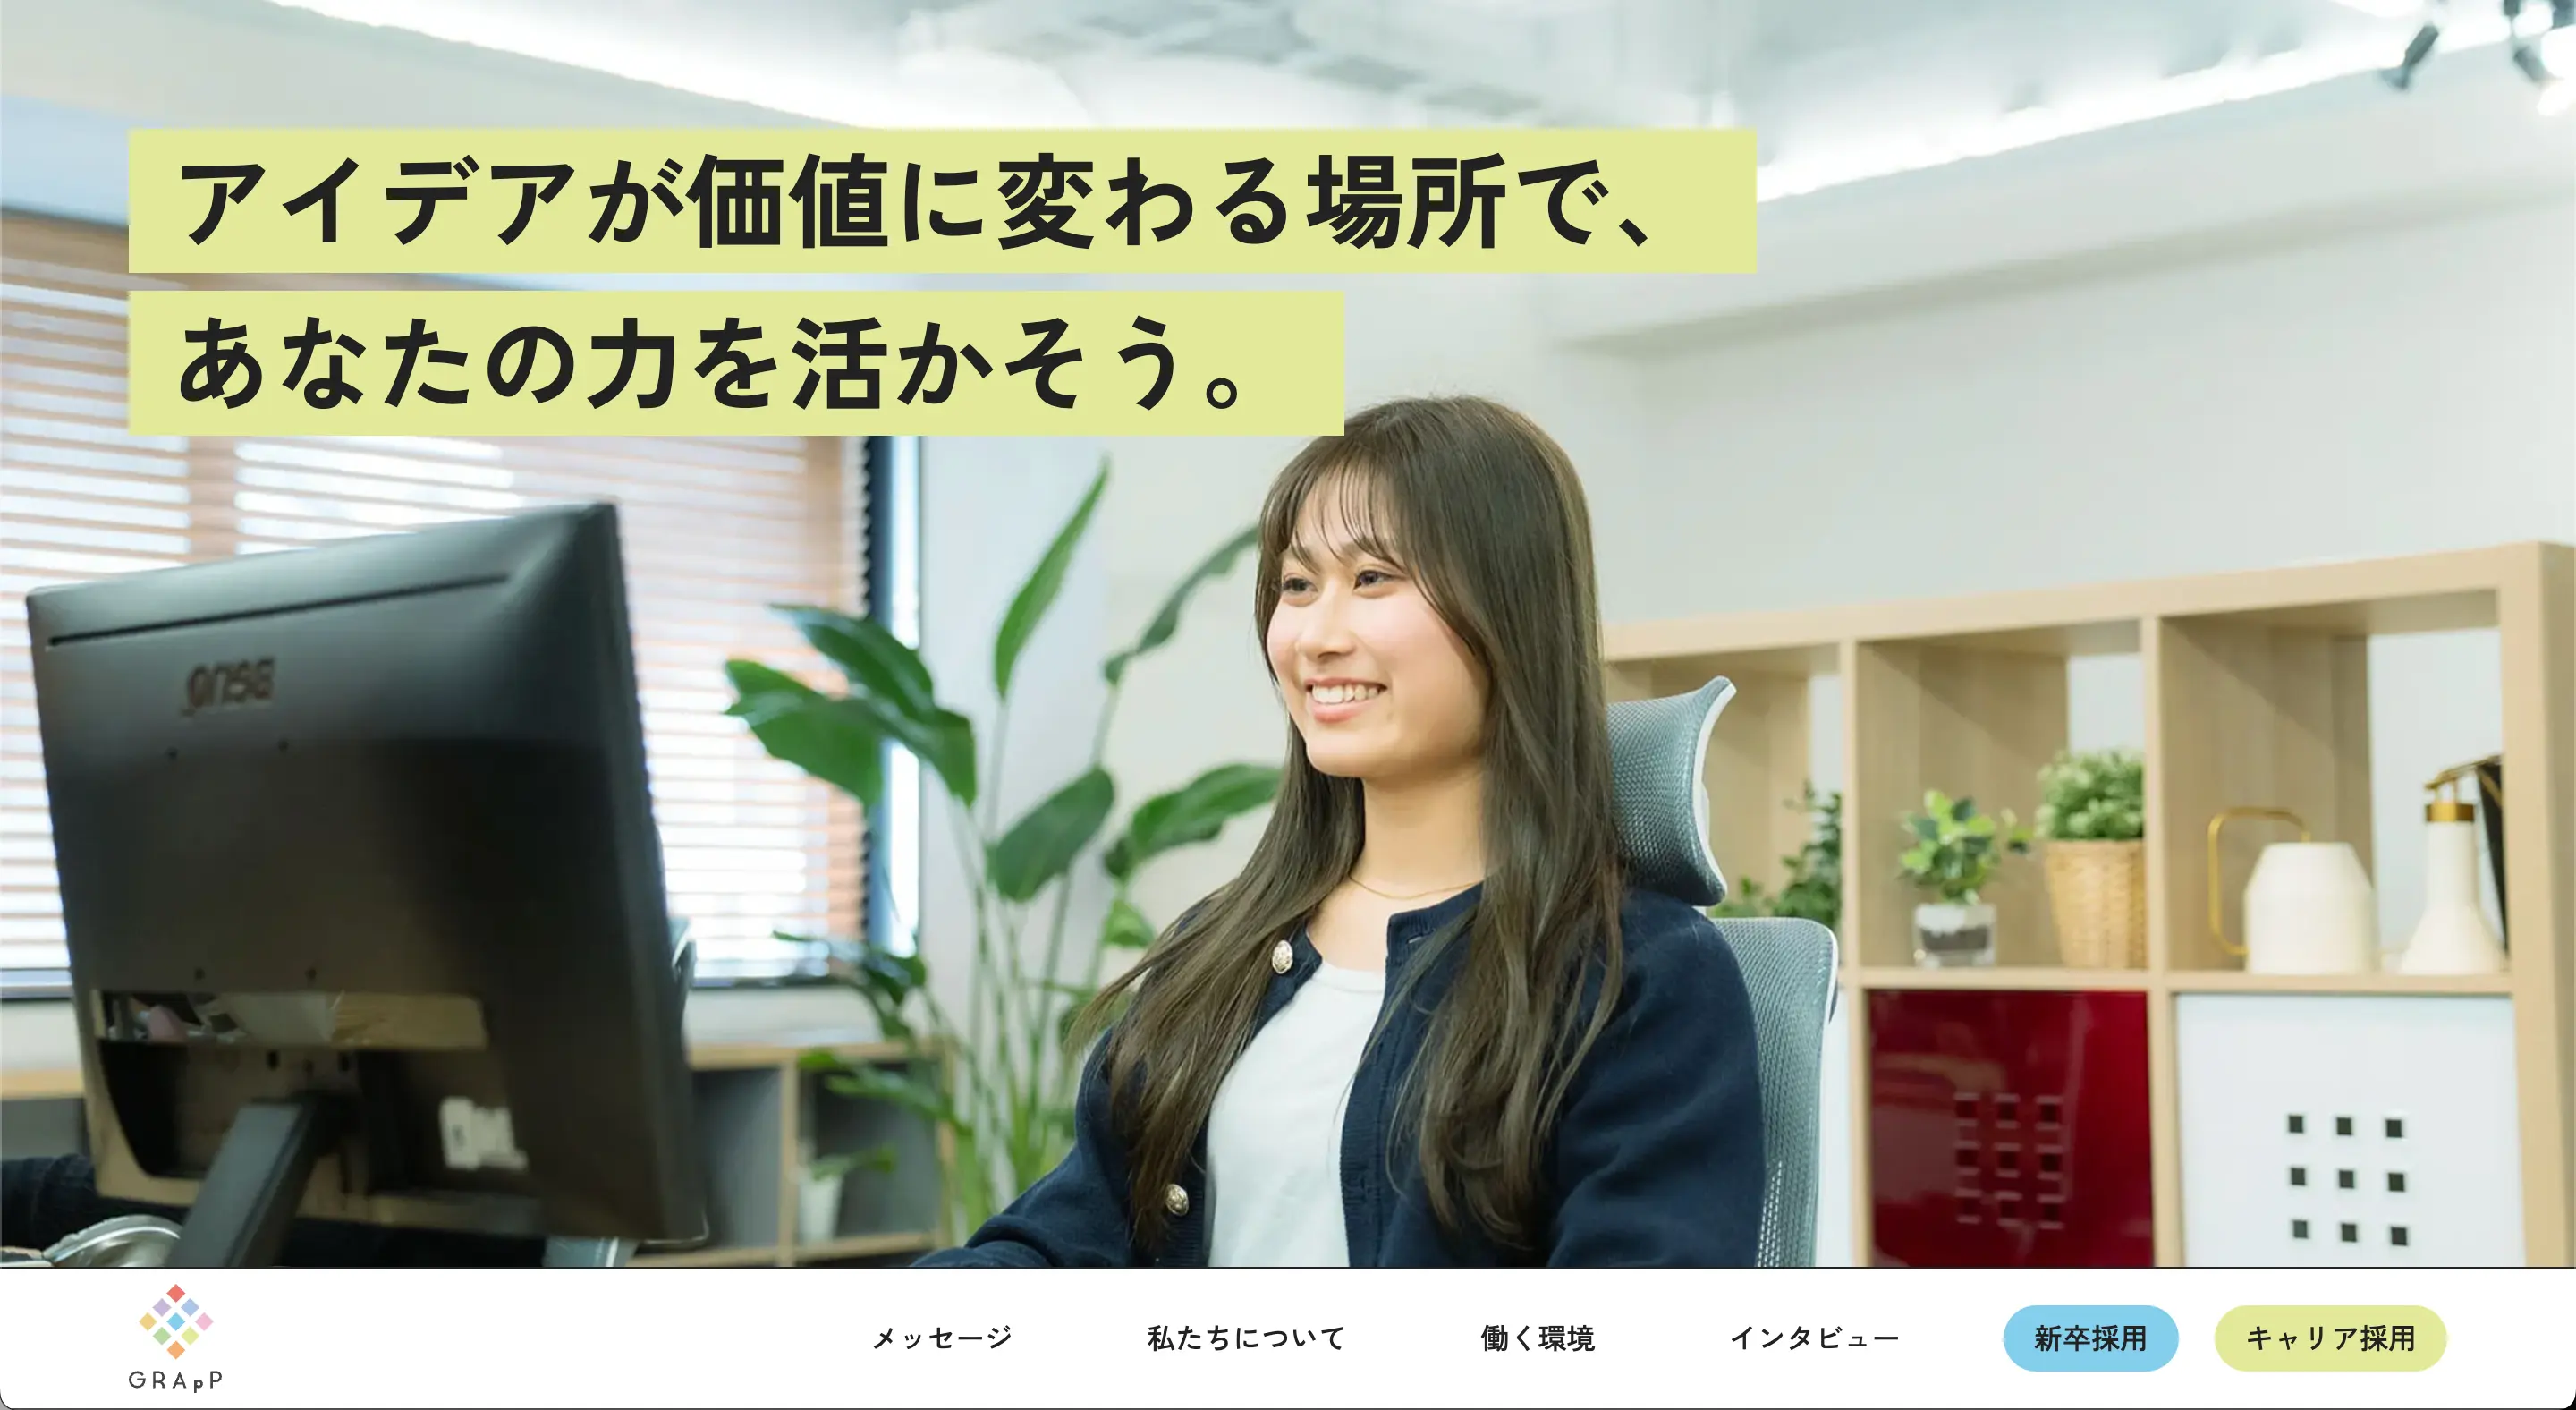 アイデアが価値に変わる場所で、
あなたの力を活かそう。
GRApP
メッセージ
私たちについて
働く環境
インタビュー
新卒採用
キャリア採用